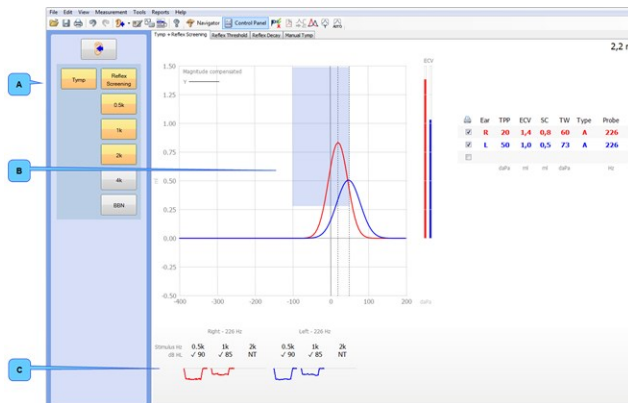 File Edit View Measurement Tools Reports Help
Navigator Control Panel
Tymp + Reflex Screening Reflex Threshold Reflex Decay Manual Tymp
2,2
A
Tymp
Reflex Screening
0.5k
1k
2k
4k
BBN
B
C
Magnitude compensated
Y
1.50
1.25
1.00
0.75
0.50
0.25
0.00
-0.25
-0.50
-400 -300 -200 -100 0 100 200 daPa
ECV
Ear TPP ECV SC TW Type Probe
R 20 1,4 0,8 60 A 226
L 50 1,0 0,5 73 A 226
daPa ml ml daPa Hz
Right - 226 Hz Left - 226 Hz
Stimulus Hz 0.5k 1k 2k 0.5k 1k 2k
dB HL ✓ 90 ✓ 85 NT ✓ 90 ✓ 85 NT